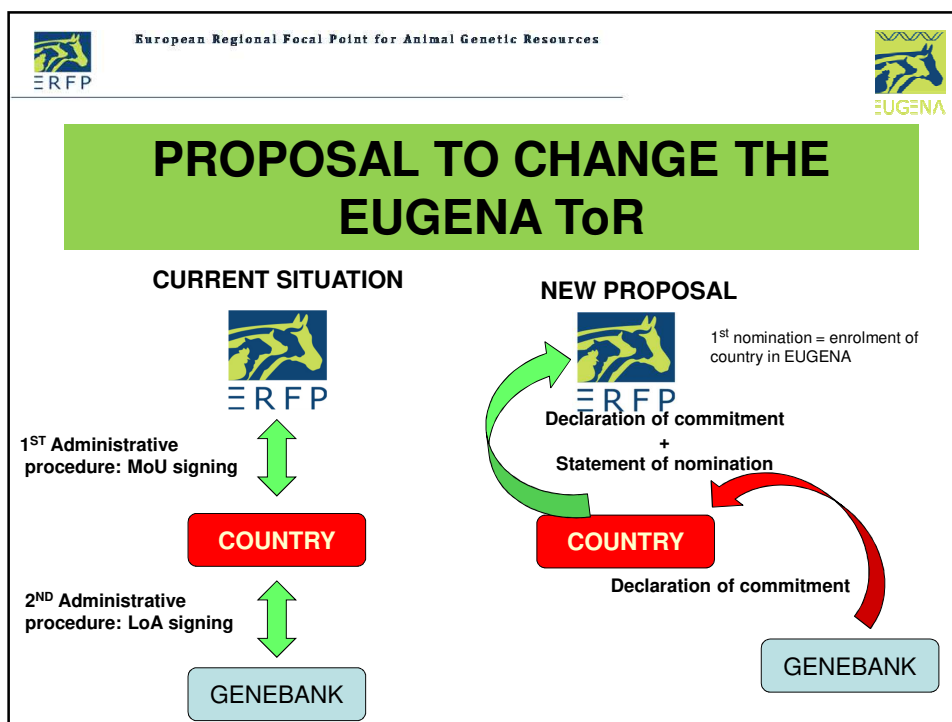 European Regional Focal Point for Animal Genetic Resources
ERFP
EUGENA
PROPOSAL TO CHANGE THE
EUGENA ToR
CURRENT SITUATION
ERFP
1ST Administrative
procedure: MoU signing
COUNTRY
2ND Administrative
procedure: LoA signing
GENEBANK
NEW PROPOSAL
ERFP
1st nomination = enrolment of
country in EUGENA
Declaration of commitment
+
Statement of nomination
COUNTRY
Declaration of commitment
GENEBANK